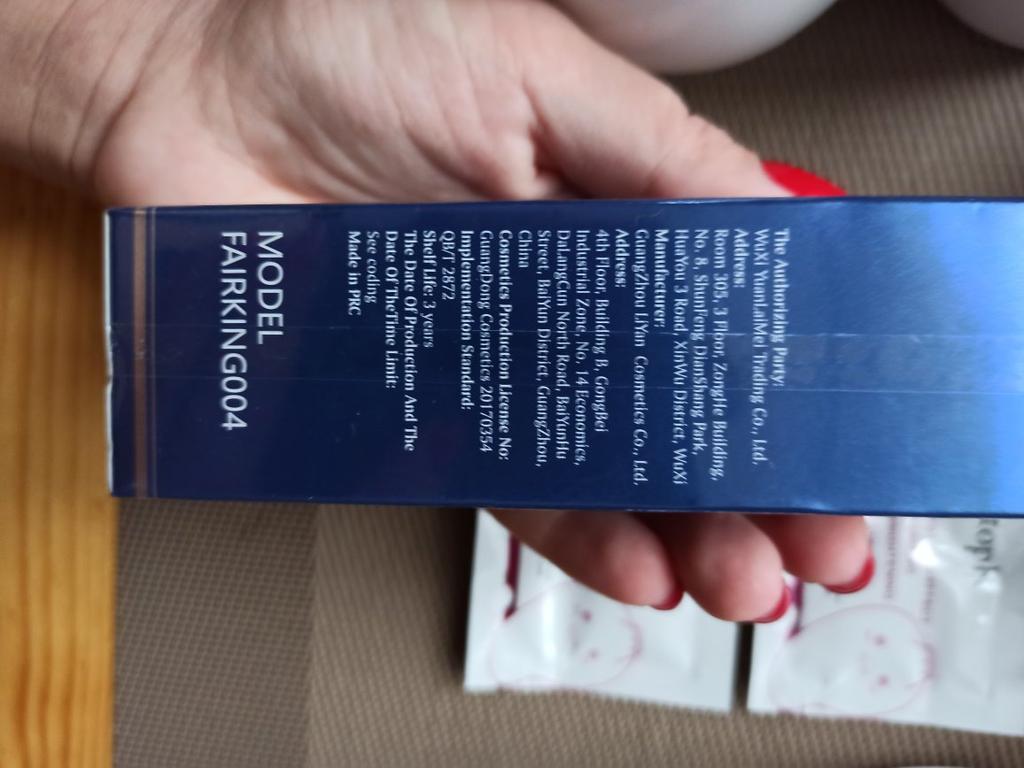 The Authorizing Party:
WuXi YunLaiMei Trading Co., Ltd.
Address:
Room 305, 3 Floor, ZongHe Building,
No. 8, ShunFeng DianShang Park,
HuaYou 3 Road, XinWu District, WuXi
Manufacturer:
GuangZhou LiYan Cosmetics Co., Ltd.
Address:
4th Floor, Building B, GongBei
Industrial Zone, No. 14 Economics,
DaLangCun North Road, BaiYunHu
Street, BaiYun District, GuangZhou,
China
Cosmetics Production License No:
GuangDong Cosmetics 20170354
Implementation Standard:
QB/T 2872
Shelf Life: 3 years
The Date Of Production And The
Date Of TheTime Limit:
See coding
Made in PRC
MODEL
FAIRKING004